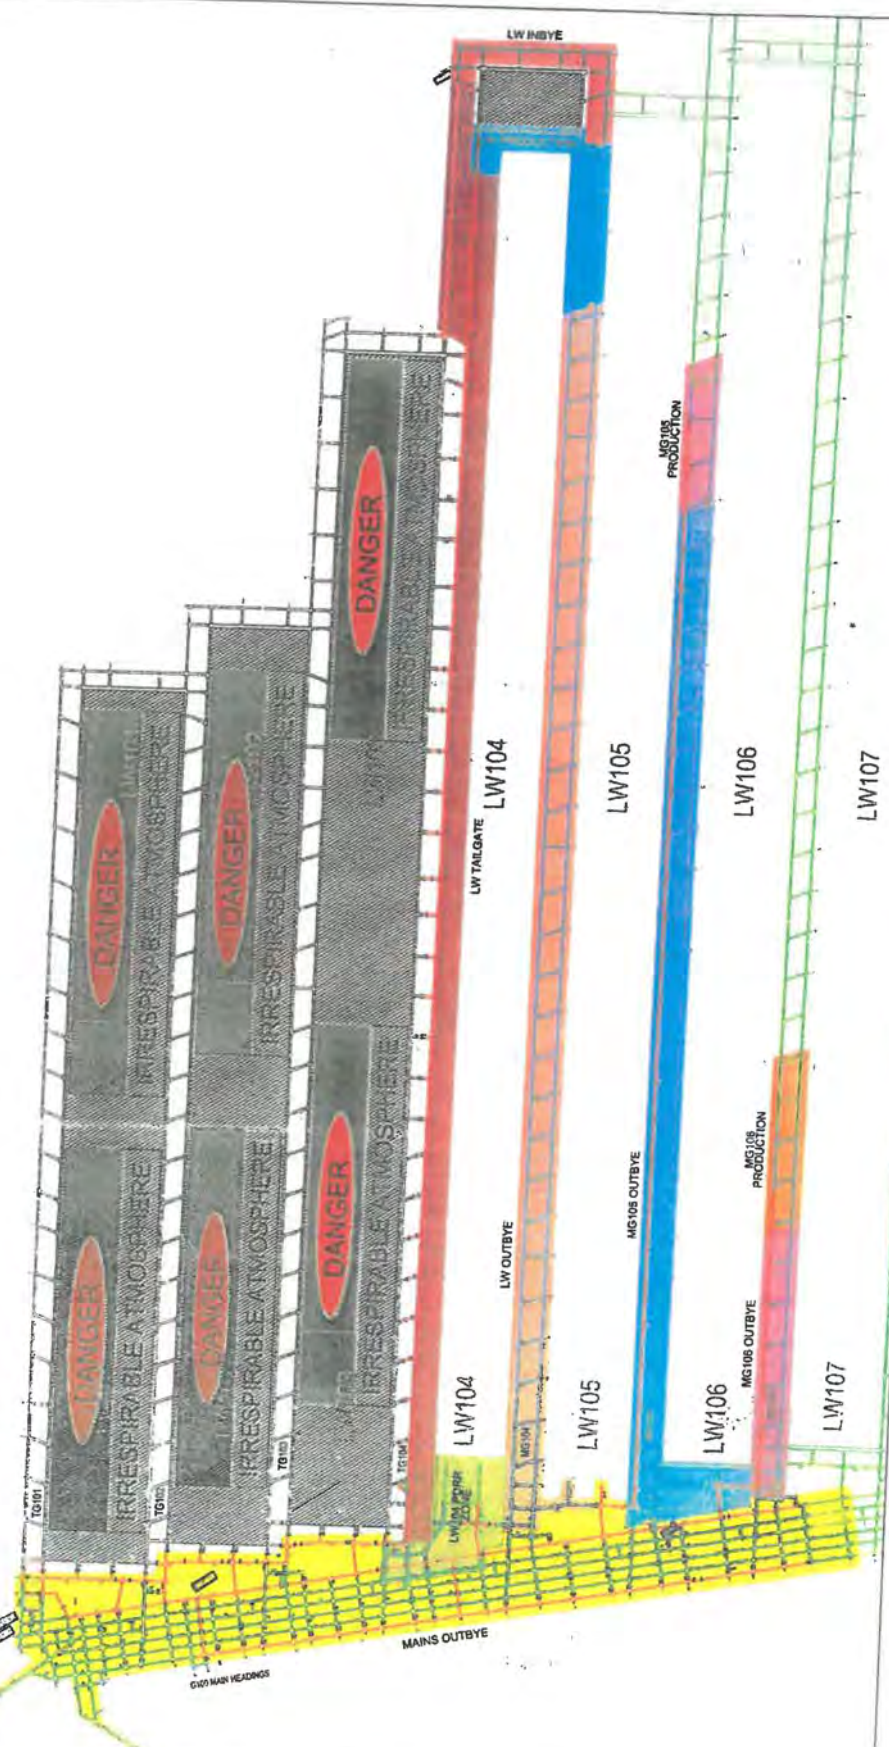 LW INBYE
MG105
PRODUCTION
DANGER
IRRESPIRABLE ATMOSPHERE
DANGER
IRRESPIRABLE ATMOSPHERE
DANGER
IRRESPIRABLE ATMOSPHERE
LW TAILGATE
LW104
LW105
LW106
LW107
DANGER
IRRESPIRABLE ATMOSPHERE
DANGER
IRRESPIRABLE ATMOSPHERE
DANGER
IRRESPIRABLE ATMOSPHERE
LW OUTBYE
MG105 OUTBYE
MG106
PRODUCTION
MG106 OUTBYE
LW104
LW105
LW106
LW107
TG101
TG102
TG103
TG104
MG104
ZONE
MAINS OUTBYE
G100 MAIN HEADINGS